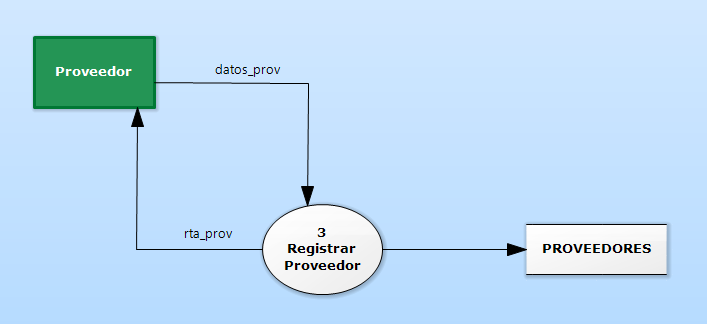 Proveedor
datos_prov
rta_prov
3
Registrar
Proveedor
PROVEEDORES